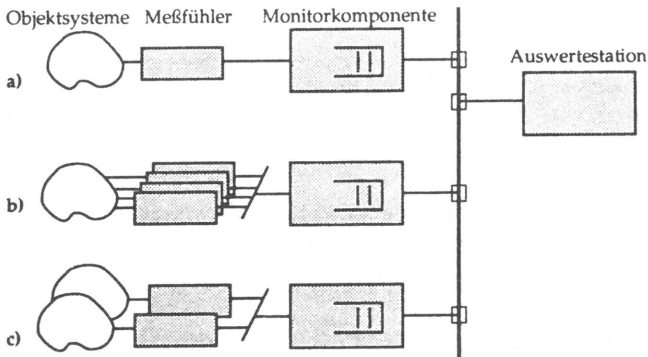 Objektsysteme Meßfühler Monitorkomponente
Auswertestation
a)
b)
c)